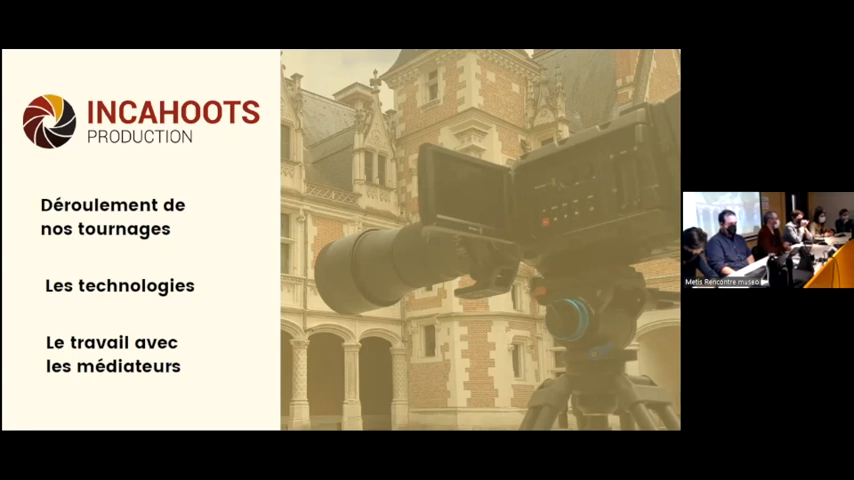 INCAHOOTS
PRODUCTION
Déroulement de
nos tournages
Les technologies
Le travail avec
les médiateurs
Metis Rencontre museo